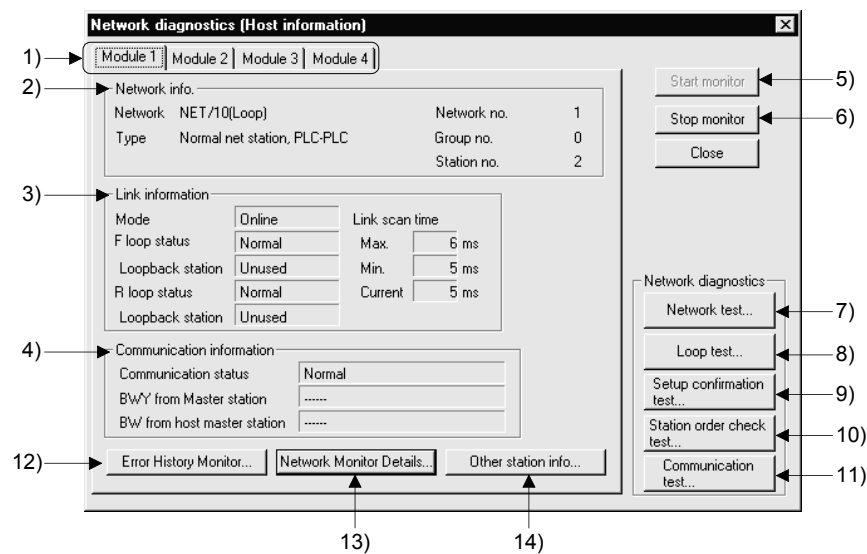 Network diagnostics (Host information)
1) Module 1 Module 2 Module 3 Module 4
Start monitor 5)
2) Network info.
Network NET/10(Loop) Network no. 1
Stop monitor 6)
Type Normal net station, PLC-PLC Group no. 0
Close
Station no. 2
3) Link information
Mode Online Link scan time
F loop status Normal Max. 6 ms
Loopback station Unused Min. 5 ms
R loop status Normal Current 5 ms
Loopback station Unused
Network diagnostics
Network test... 7)
Loop test... 8)
Setup confirmation
test... 9)
Station order check
test... 10)
Communication
test... 11)
4) Communication information
Communication status Normal
BWY from Master station ------
BW from host master station ------
12) Error History Monitor... Network Monitor Details... Other station info...
13) 14)